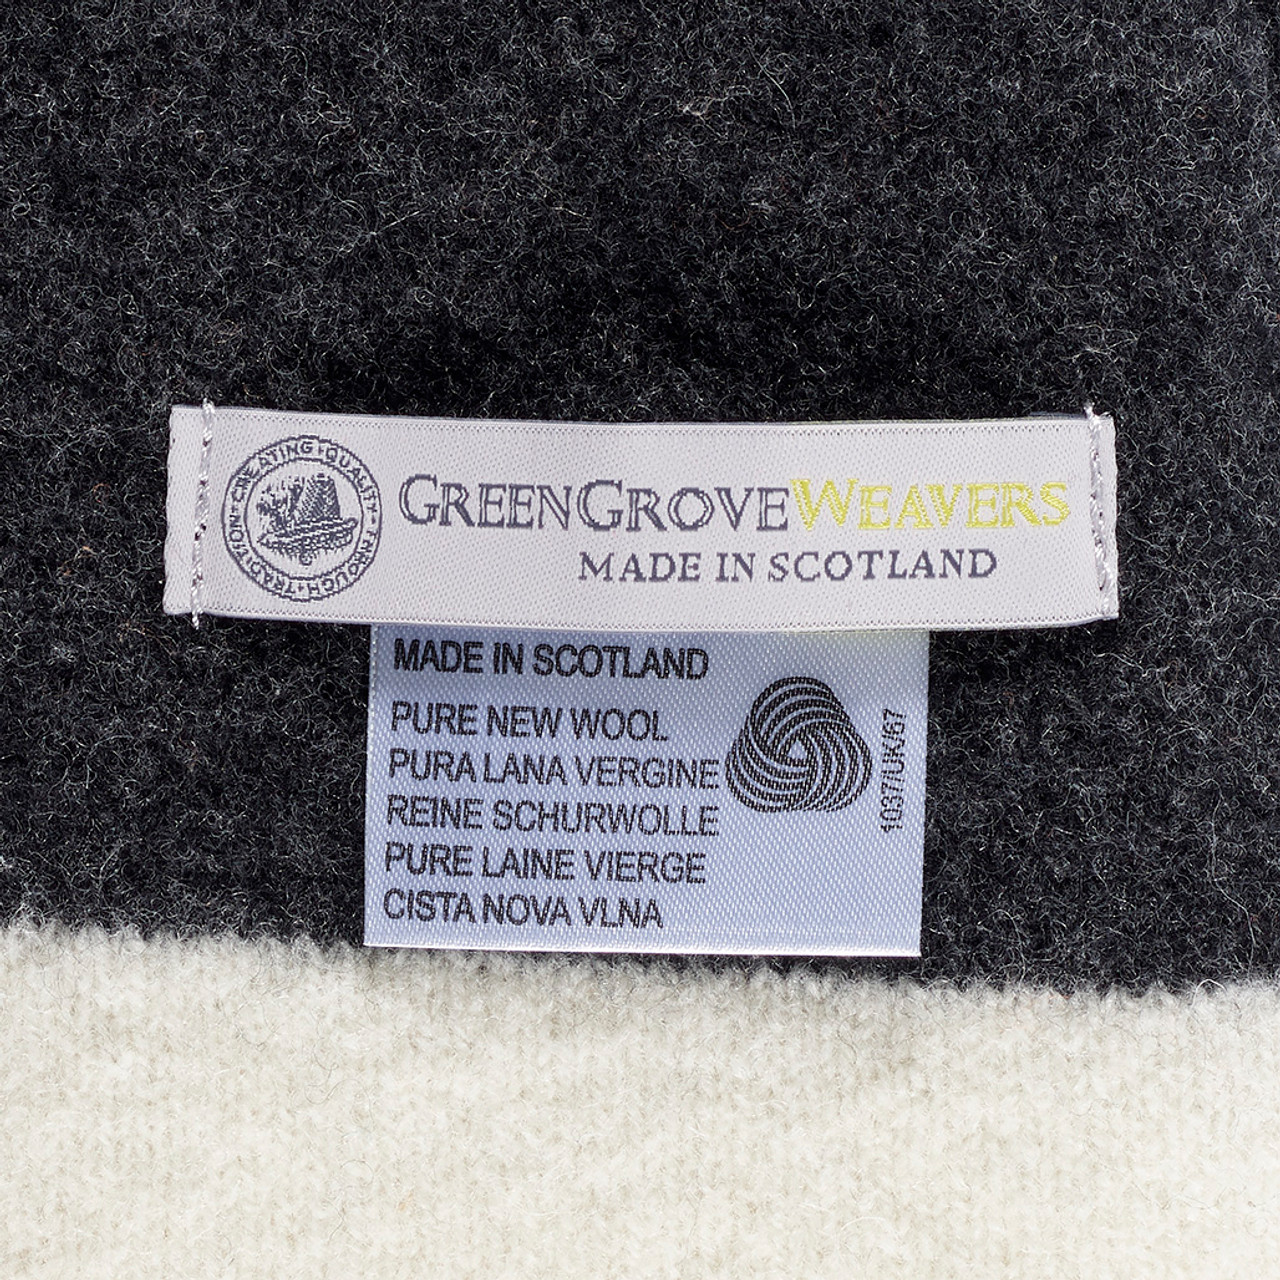 CREATING · QUALITY · THROUGH · TRADITION
GREENGROVEWEAVERS
MADE IN SCOTLAND
MADE IN SCOTLAND
PURE NEW WOOL
PURA LANA VERGINE
REINE SCHURWOLLE
PURE LAINE VIERGE
CISTA NOVA VLNA
1037/UK/67